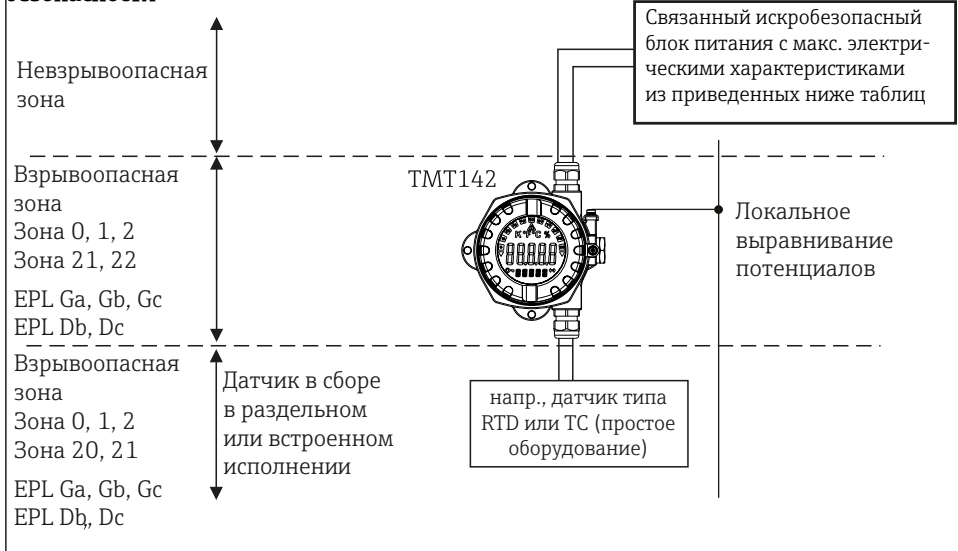 безопасности
Связанный искробезопасный
блок питания с макс. электри-
ческими характеристиками
из приведенных ниже таблиц
Невзрывоопасная
зона
Взрывоопасная
зона
Зона 0, 1, 2
Зона 21, 22
EPL Ga, Gb, Gc
EPL Db, Dc
TMT142
K °F °C %
Локальное
выравнивание
потенциалов
Взрывоопасная
зона
Зона 0, 1, 2
Зона 20, 21
EPL Ga, Gb, Gc
EPL Db, Dc
Датчик в сборе
в раздельном
или встроенном
исполнении
напр., датчик типа
RTD или TC (простое
оборудование)